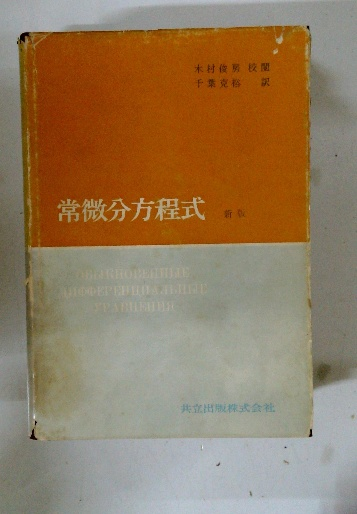 木村俊房 校閲
千葉克裕 訳
常微分方程式 新版
ОБЫКНОВЕННЫЕ
ДИФФЕРЕНЦИАЛЬНЫЕ
УРАВНЕНИЯ
共立出版株式会社